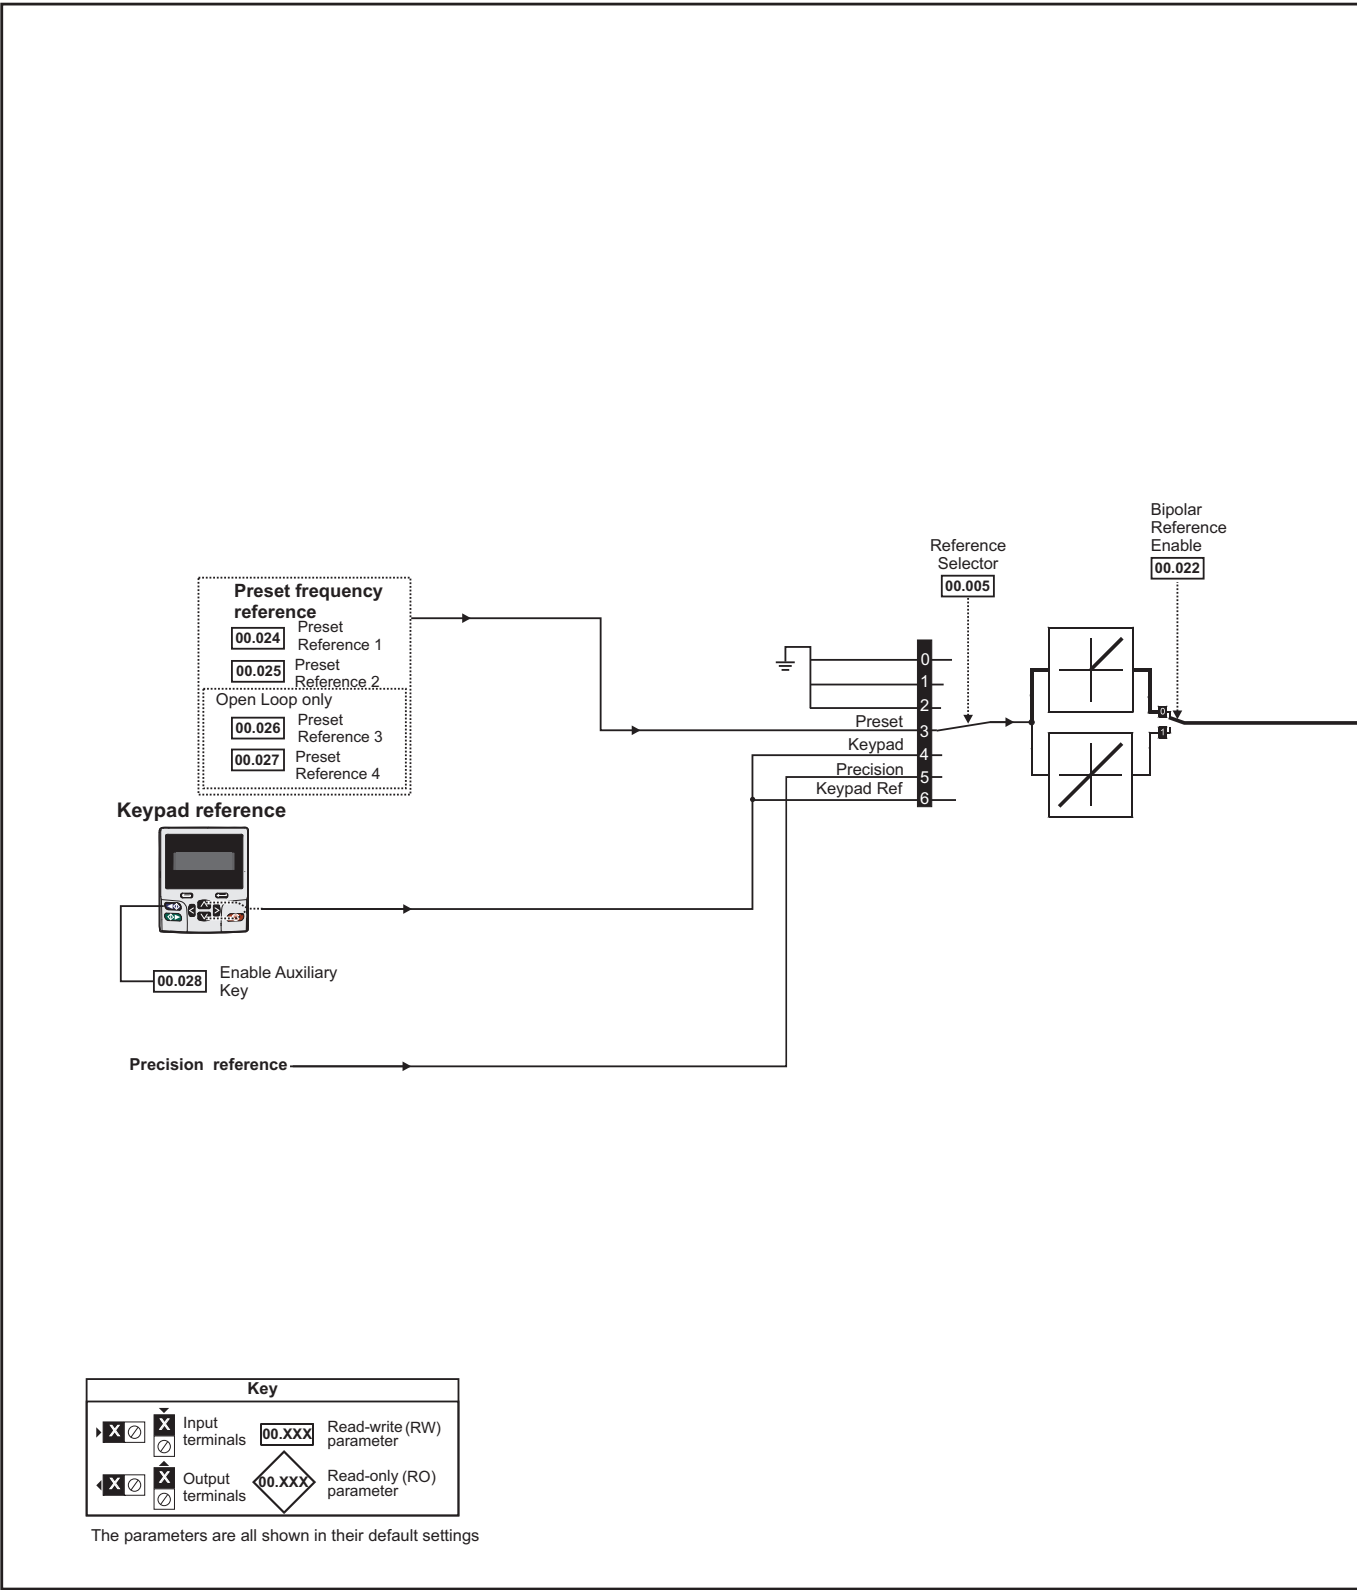 Bipolar
Reference
Enable
00.022
Reference
Selector
00.005
Preset frequency
reference
00.024
Preset
Reference 1
00.025
Preset
Reference 2
Open Loop only
00.026
Preset
Reference 3
00.027
Preset
Reference 4
0
1
2
Preset
3
Keypad
4
Precision
5
Keypad Ref
6
0
1
Keypad reference
00.028
Enable Auxiliary
Key
Precision reference
Key
X
X
Input
terminals
00.XXX
Read-write (RW)
parameter
X
X
Output
terminals
00.XXX
Read-only (RO)
parameter
The parameters are all shown in their default settings